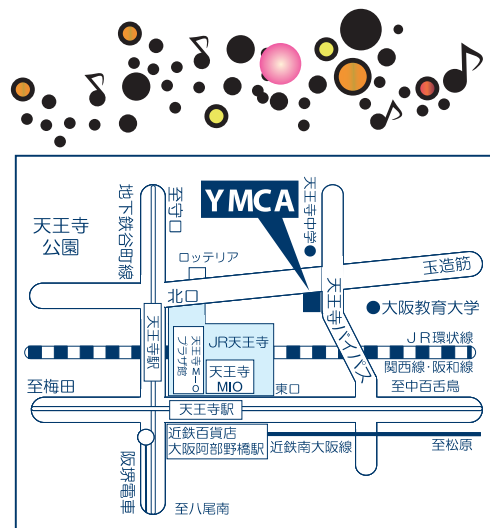 YMCA
天王寺中学
地下鉄谷町線
至守口
天王寺
公園
ロッテリア
玉造筋
北口
天王寺バイパス
大阪教育大学
天王寺駅
天王寺MIO
プラザ館
JR天王寺
JR環状線
天王寺
MIO
関西線・阪和線
至梅田
東口
至中百舌鳥
天王寺駅
近鉄百貨店
大阪阿部野橋駅
近鉄南大阪線
至松原
阪堺電車
至八尾南